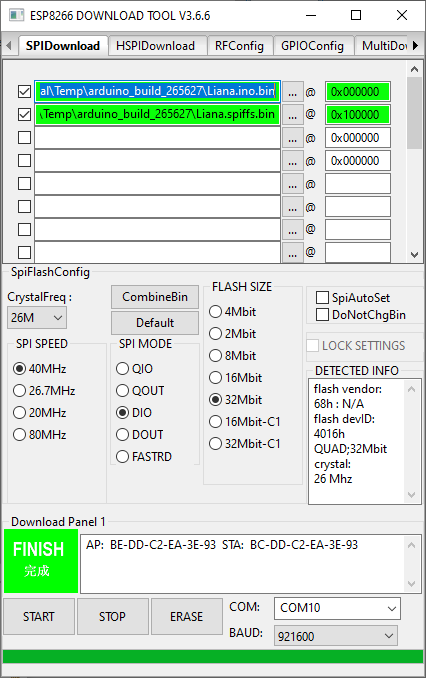 ESP8266 DOWNLOAD TOOL V3.6.6
SPIDownload HSPIDownload RFConfig GPIOConfig MultiDo
al\Temp\arduino_build_265627\Liana.ino.bin ... @ 0x000000
\Temp\arduino_build_265627\Liana.spiffs.bin ... @ 0x100000
... @ 0x000000
... @ 0x000000
... @
... @
... @
... @
SpiFlashConfig
CrystalFreq :
26M
CombineBin
Default
SPI SPEED
40MHz
26.7MHz
20MHz
80MHz
SPI MODE
QIO
QOUT
DIO
DOUT
FASTRD
FLASH SIZE
4Mbit
2Mbit
8Mbit
16Mbit
32Mbit
16Mbit-C1
32Mbit-C1
SpiAutoSet
DoNotChgBin
LOCK SETTINGS
DETECTED INFO
flash vendor:
68h : N/A
flash devID:
4016h
QUAD;32Mbit
crystal:
26 Mhz
Download Panel 1
FINISH
完成
AP: BE-DD-C2-EA-3E-93 STA: BC-DD-C2-EA-3E-93
START STOP ERASE
COM: COM10
BAUD: 921600